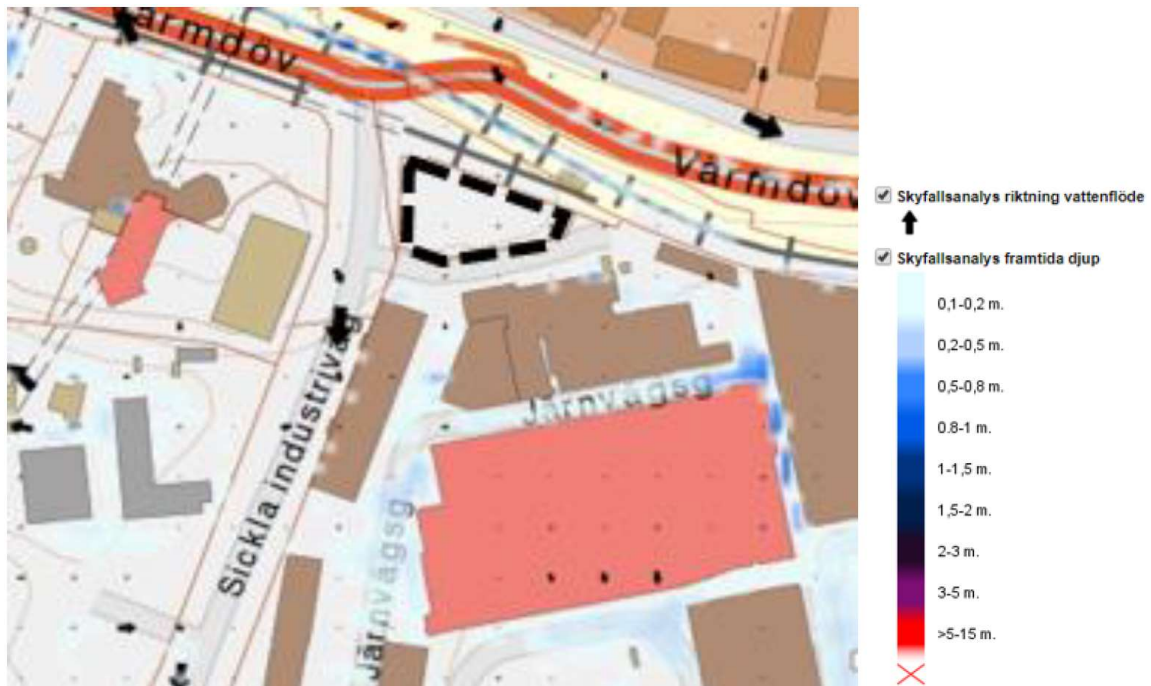 ärmdöv
Värmdöv
Sickla industriväg
Järnvägsg
Järnvägsg
Skyfallsanalys riktning vattenflöde
Skyfallsanalys framtida djup
0,1-0,2 m.
0,2-0,5 m.
0,5-0,8 m.
0.8-1 m.
1-1,5 m.
1,5-2 m.
2-3 m.
3-5 m.
>5-15 m.